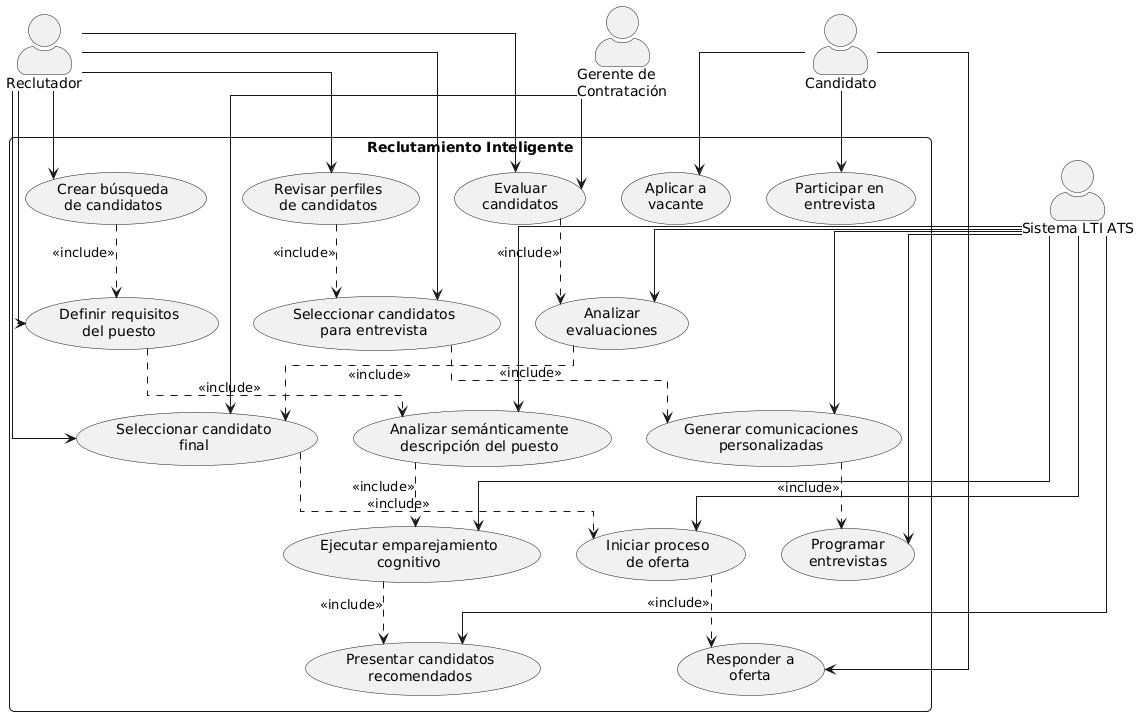 Reclutador
Gerente de
Contratación
Candidato
Reclutamiento Inteligente
Sistema LTI ATS
Crear búsqueda
de candidatos
Revisar perfiles
de candidatos
Evaluar
candidatos
Aplicar a
vacante
Participar en
entrevista
«include»
«include»
«include»
Definir requisitos
del puesto
Seleccionar candidatos
para entrevista
Analizar
evaluaciones
«include»
«include»
«include»
Seleccionar candidato
final
Analizar semánticamente
descripción del puesto
Generar comunicaciones
personalizadas
«include»
«include»
«include»
Ejecutar emparejamiento
cognitivo
Iniciar proceso
de oferta
Programar
entrevistas
«include»
«include»
Presentar candidatos
recomendados
Responder a
oferta